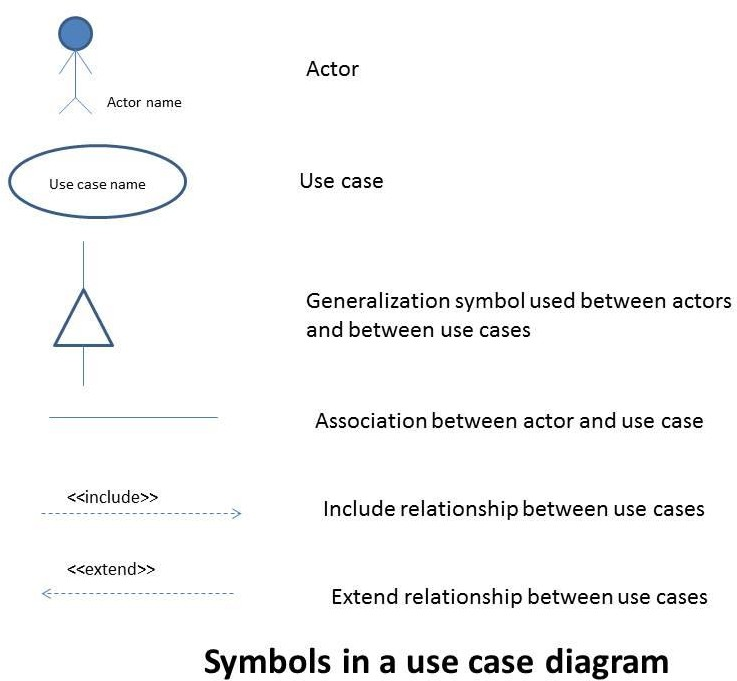 Actor
Actor name
Use case name
Use case
Generalization symbol used between actors
and between use cases
Association between actor and use case
<<include>>
Include relationship between use cases
<<extend>>
Extend relationship between use cases
Symbols in a use case diagram